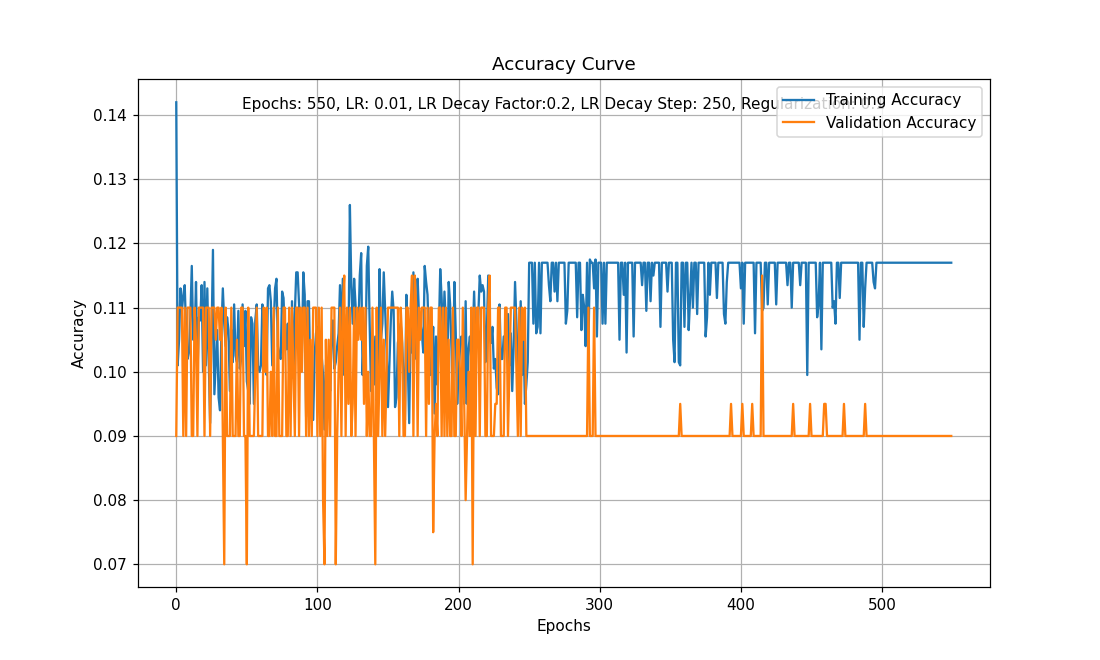 Accuracy Curve
Epochs: 550, LR: 0.01, LR Decay Factor:0.2, LR Decay Step: 250, Regularization:
Training Accuracy
Validation Accuracy
Accuracy
0.14
0.13
0.12
0.11
0.10
0.09
0.08
0.07
0 100 200 300 400 500
Epochs